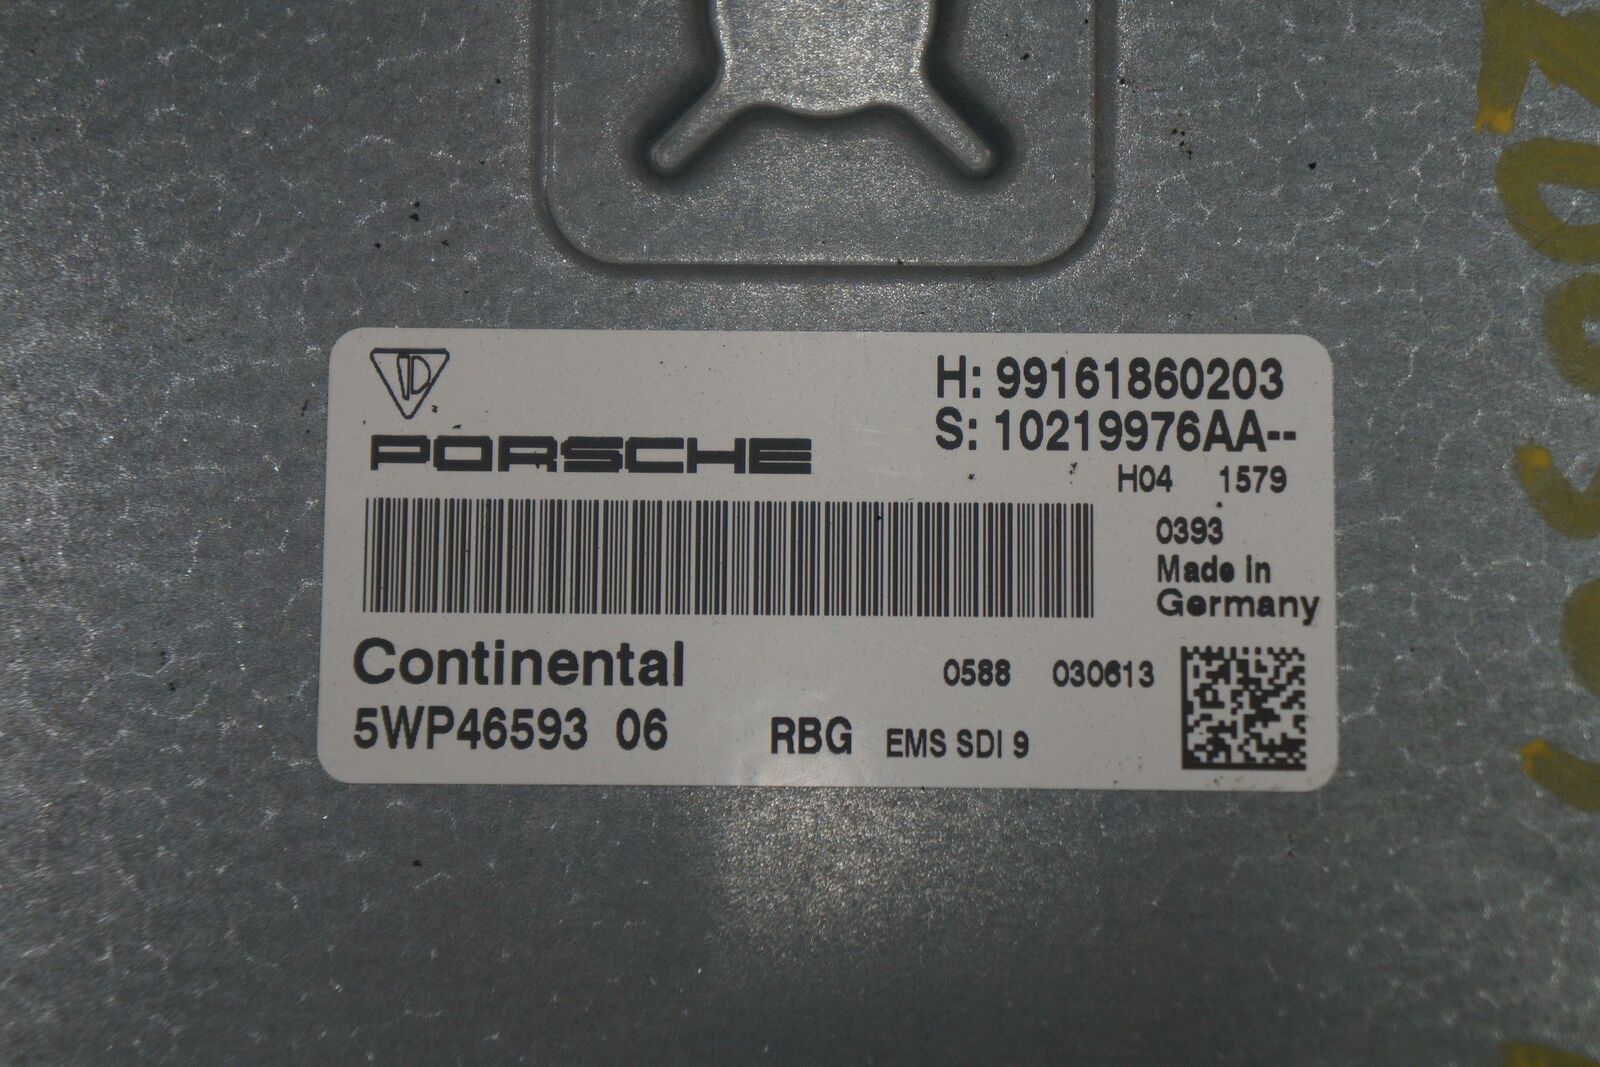 PORSCHE
H: 99161860203
S: 10219976AA--
H04 1579
0393
Made in
Germany
Continental
0588 030613
5WP46593 06 RBG EMS SDI 9